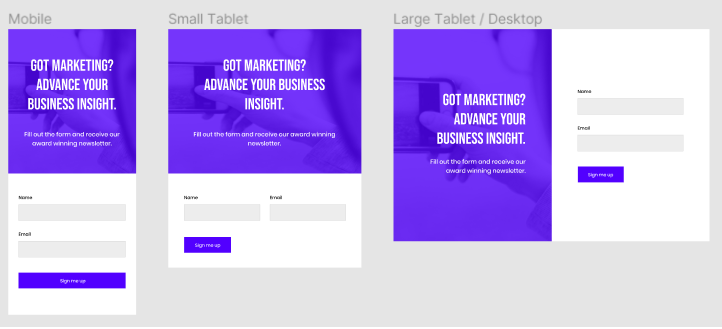 Mobile
GOT MARKETING?
ADVANCE YOUR
BUSINESS INSIGHT.
Fill out the form and receive our
award winning newsletter.
Name
Email
Sign me up
Small Tablet
GOT MARKETING?
ADVANCE YOUR BUSINESS
INSIGHT.
Fill out the form and receive our award winning
newsletter.
Name
Email
Sign me up
Large Tablet / Desktop
GOT MARKETING?
ADVANCE YOUR
BUSINESS INSIGHT.
Fill out the form and receive our
award winning newsletter.
Name
Email
Sign me up